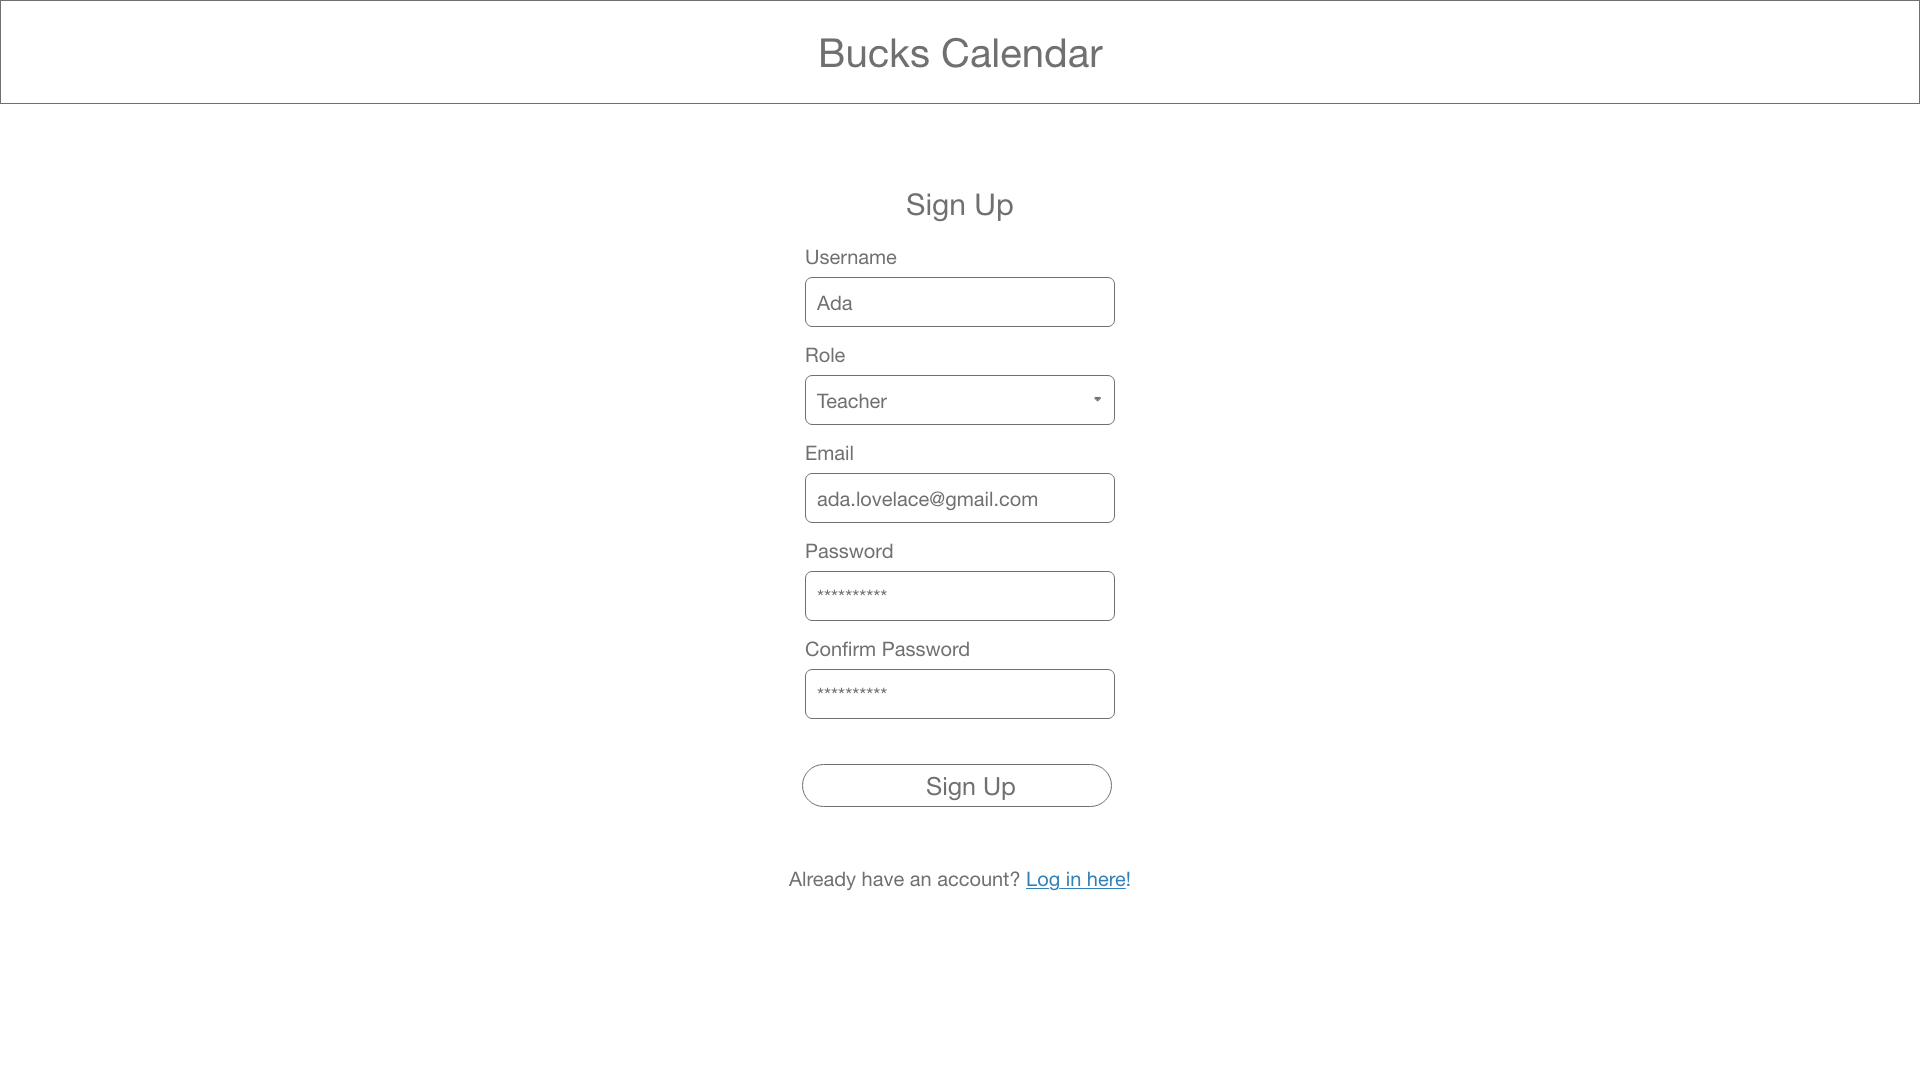 Bucks Calendar
Sign Up
Username
Ada
Role
Teacher
Email
ada.lovelace@gmail.com
Password
**********
Confirm Password
**********
Sign Up
Already have an account? Log in here!